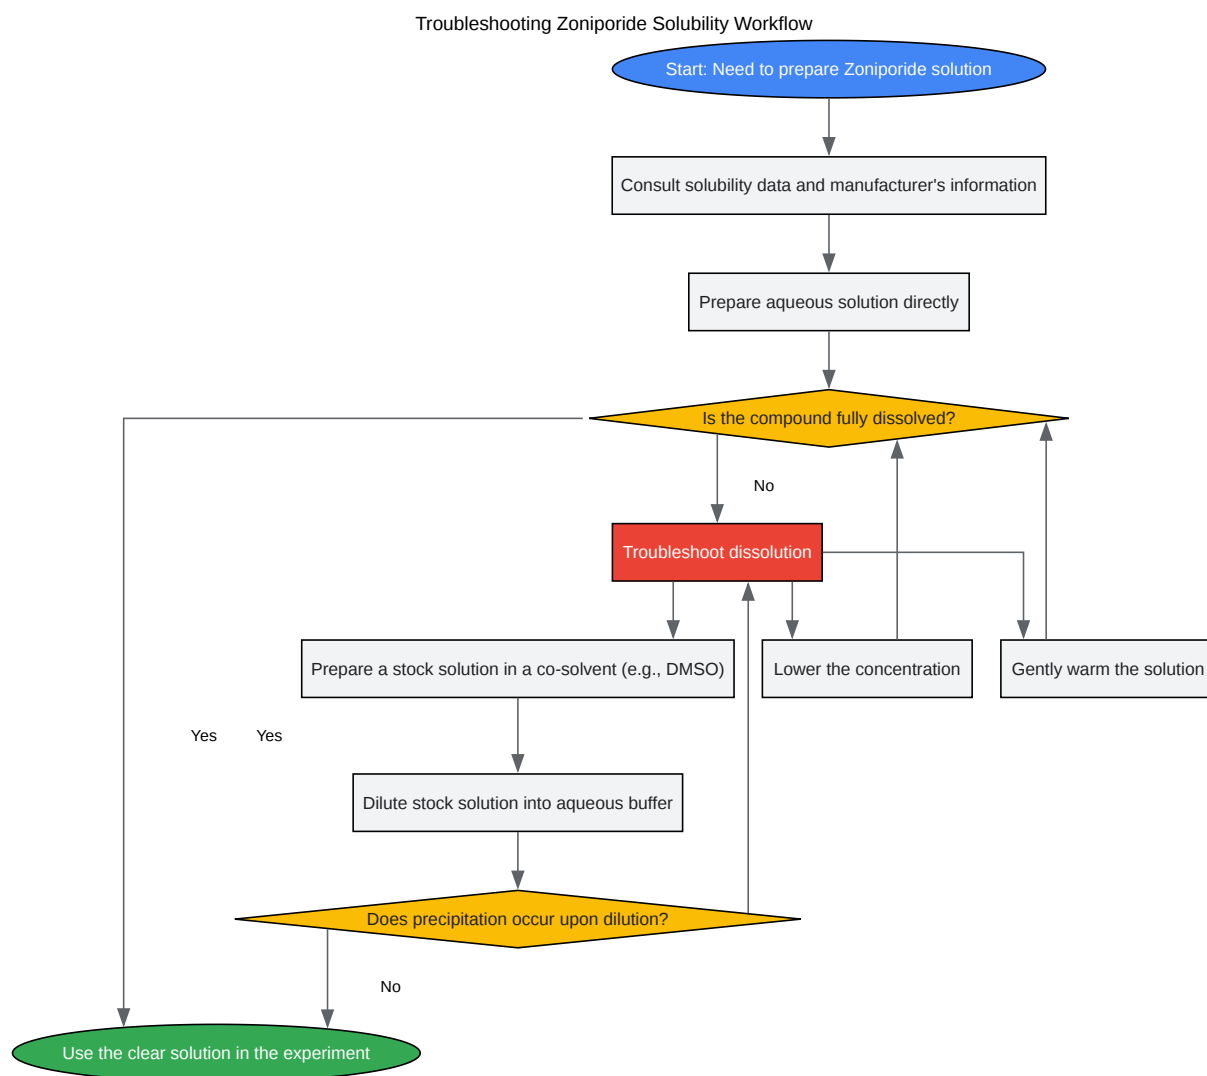 Troubleshooting Zoniporide Solubility Workflow
Start: Need to prepare Zoniporide solution
Consult solubility data and manufacturer's information
Prepare aqueous solution directly
Is the compound fully dissolved?
No
Troubleshoot dissolution
Prepare a stock solution in a co-solvent (e.g., DMSO)
Lower the concentration
Gently warm the solution
Yes
Yes
Dilute stock solution into aqueous buffer
Does precipitation occur upon dilution?
No
Use the clear solution in the experiment